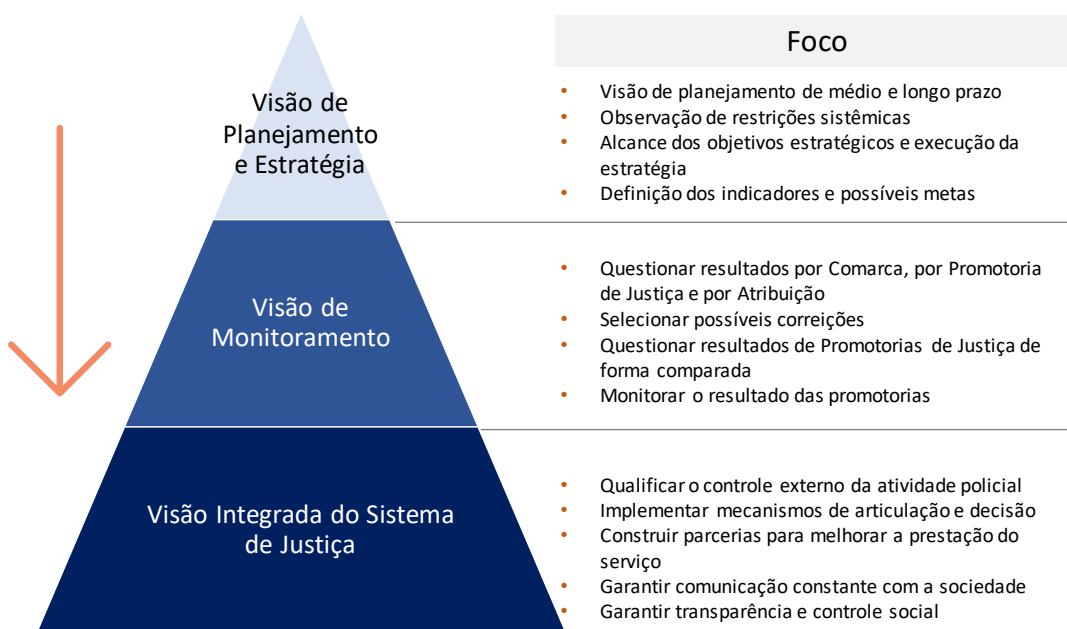 Foco
Visão de
Planejamento
e Estratégia
• Visão de planejamento de médio e longo prazo
• Observação de restrições sistêmicas
• Alcance dos objetivos estratégicos e execução da
estratégia
• Definição dos indicadores e possíveis metas
Visão de
Monitoramento
• Questionar resultados por Comarca, por Promotoria
de Justiça e por Atribuição
• Selecionar possíveis correições
• Questionar resultados de Promotorias de Justiça de
forma comparada
• Monitorar o resultado das promotorias
Visão Integrada do Sistema
de Justiça
• Qualificar o controle externo da atividade policial
• Implementar mecanismos de articulação e decisão
• Construir parcerias para melhorar a prestação do
serviço
• Garantir comunicação constante com a sociedade
• Garantir transparência e controle social